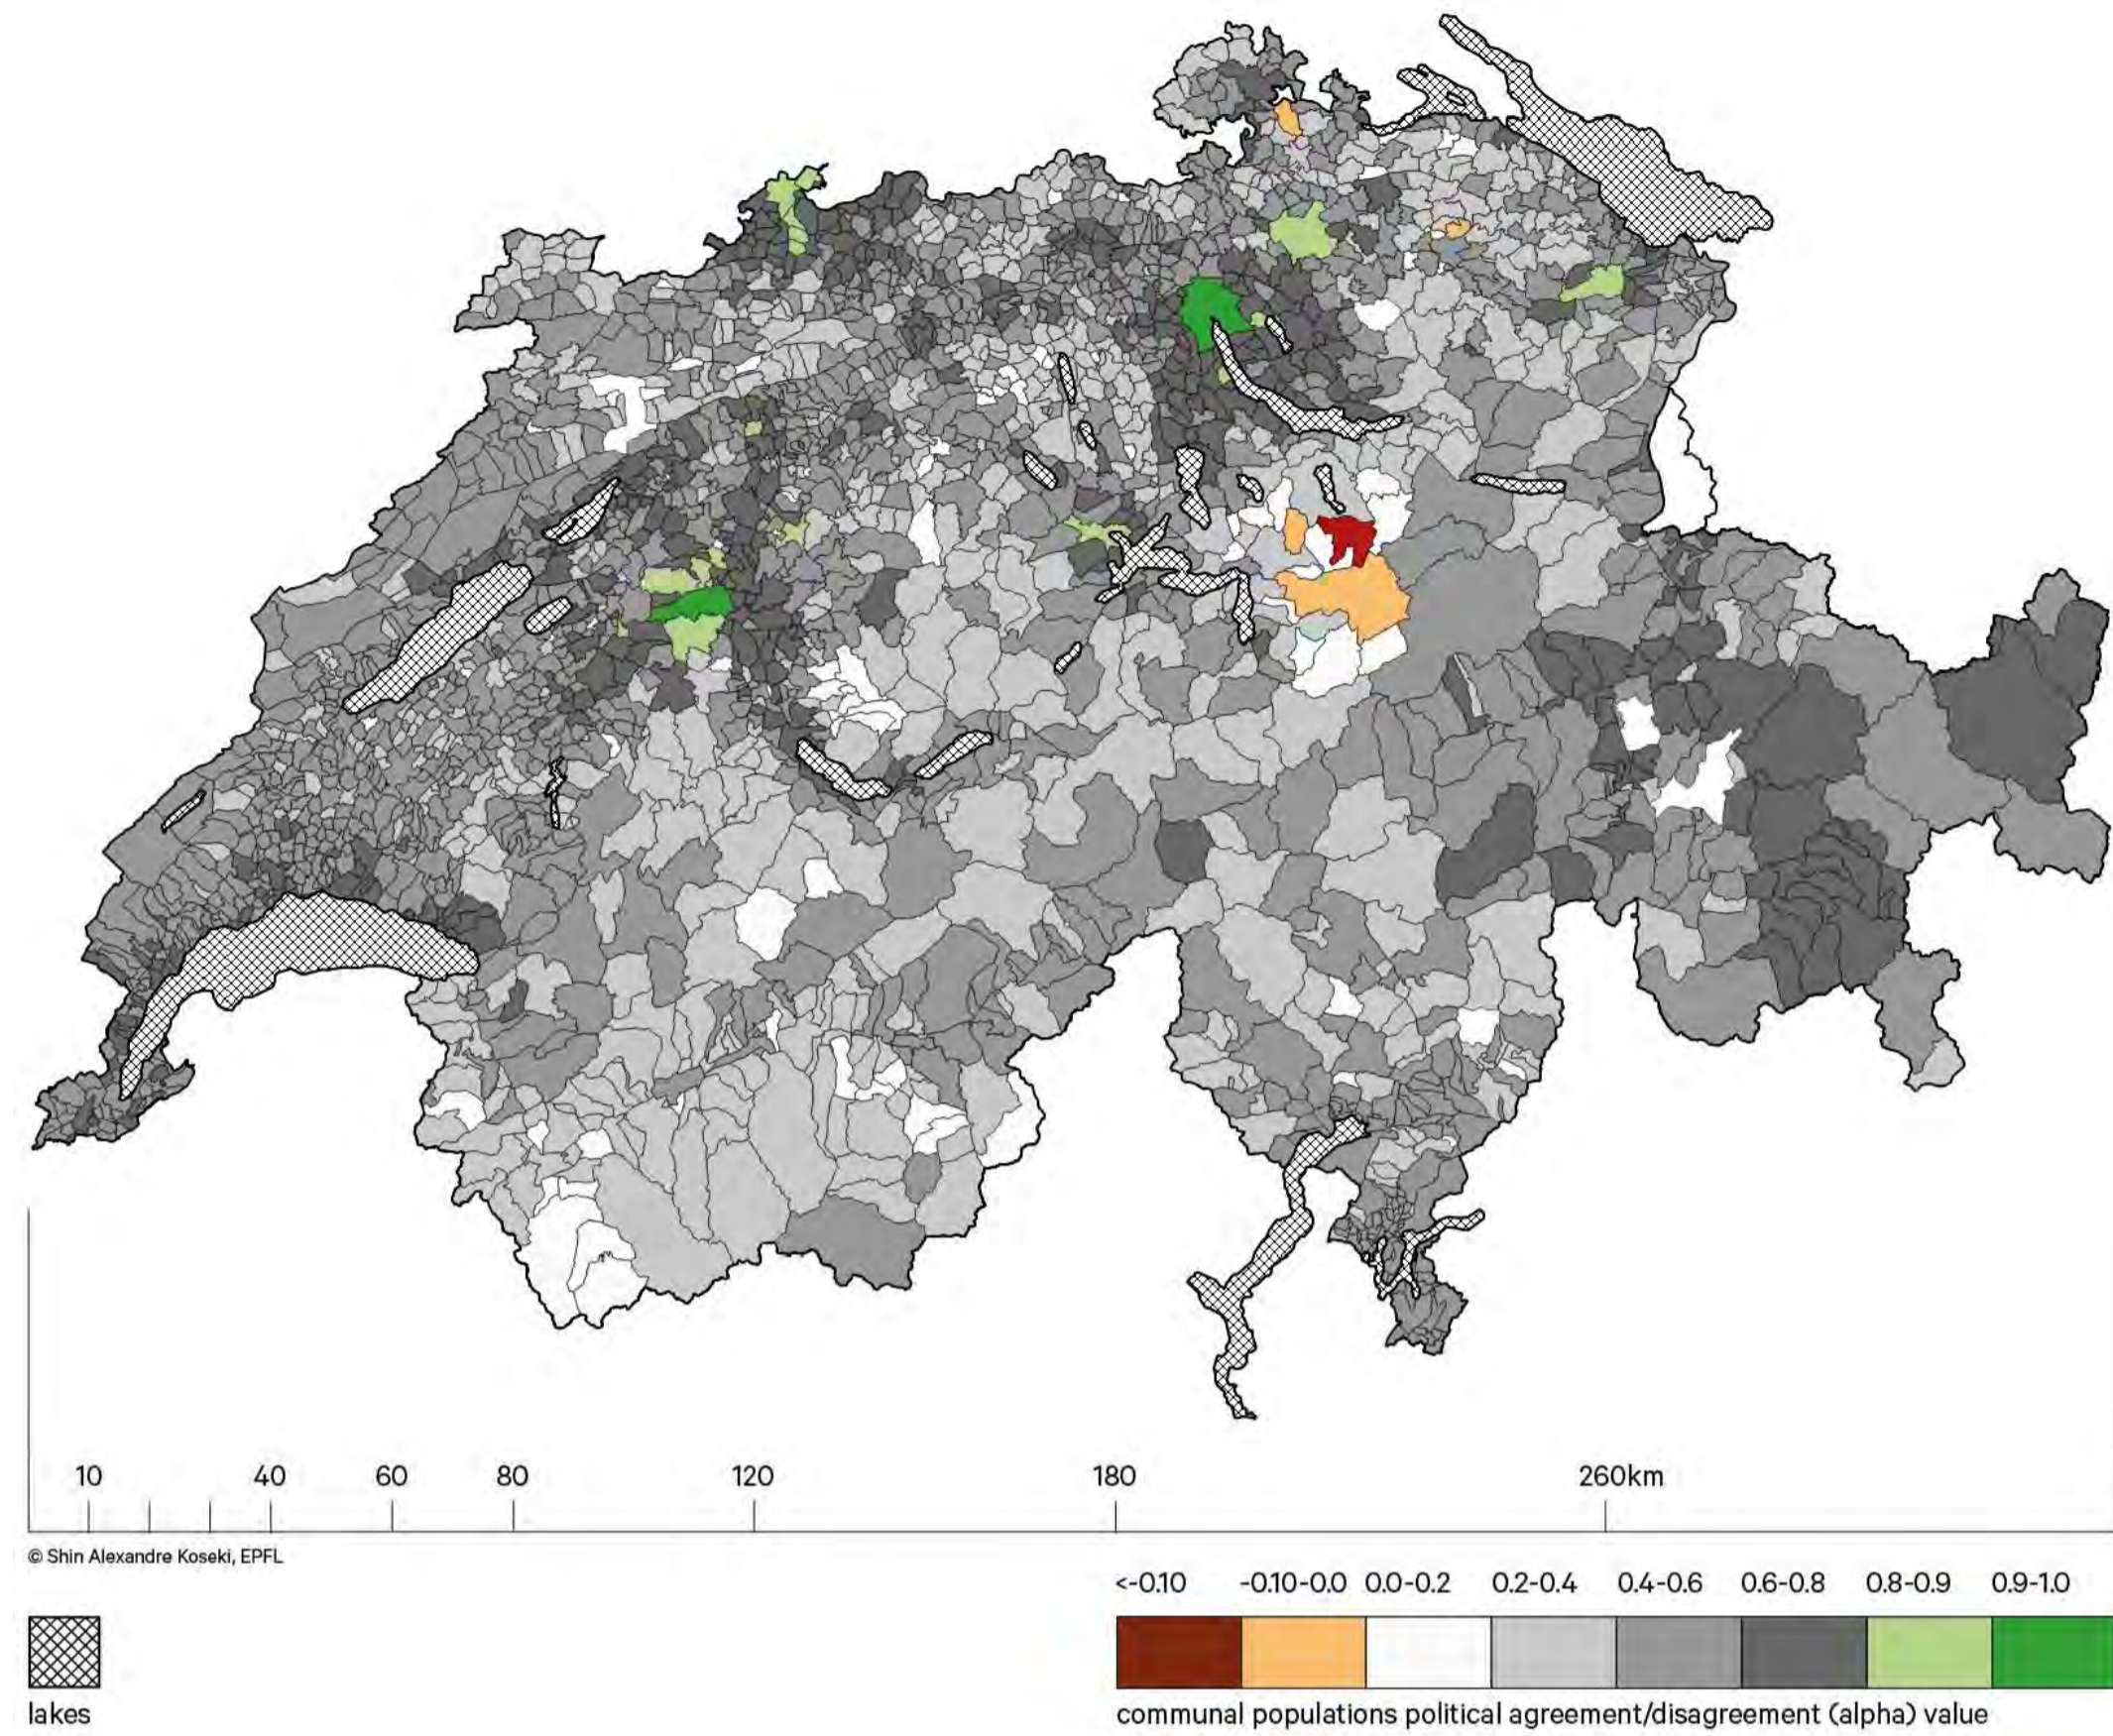 10 40 60 80 120 180 260km
© Shin Alexandre Koseki, EPFL
<-0.10 -0.10-0.0 0.0-0.2 0.2-0.4 0.4-0.6 0.6-0.8 0.8-0.9 0.9-1.0
lakes
communal populations political agreement/disagreement (alpha) value